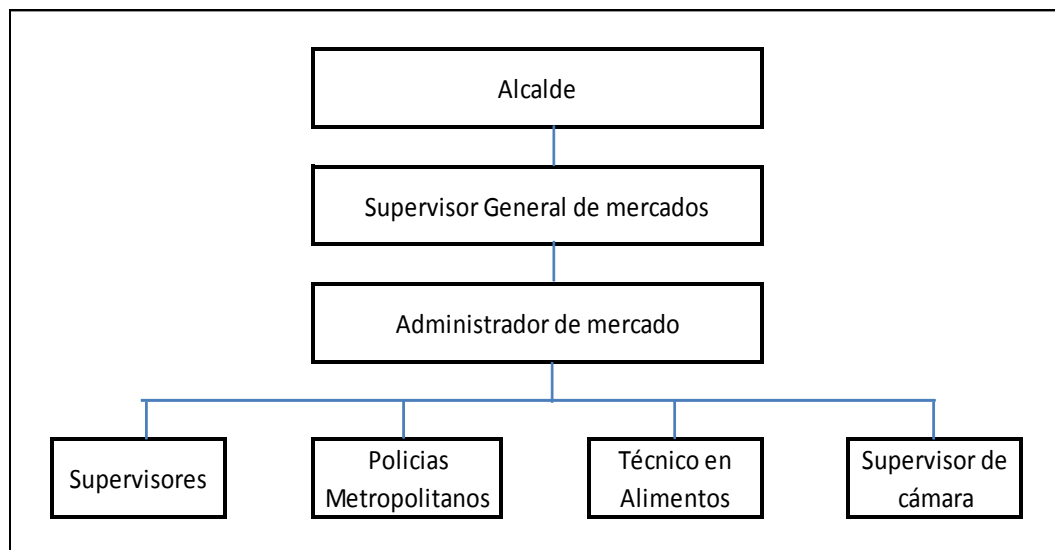 Alcalde
Supervisor General de mercados
Administrador de mercado
Supervisores
Policias
Metropolitanos
Técnico en
Alimentos
Supervisor de
cámara